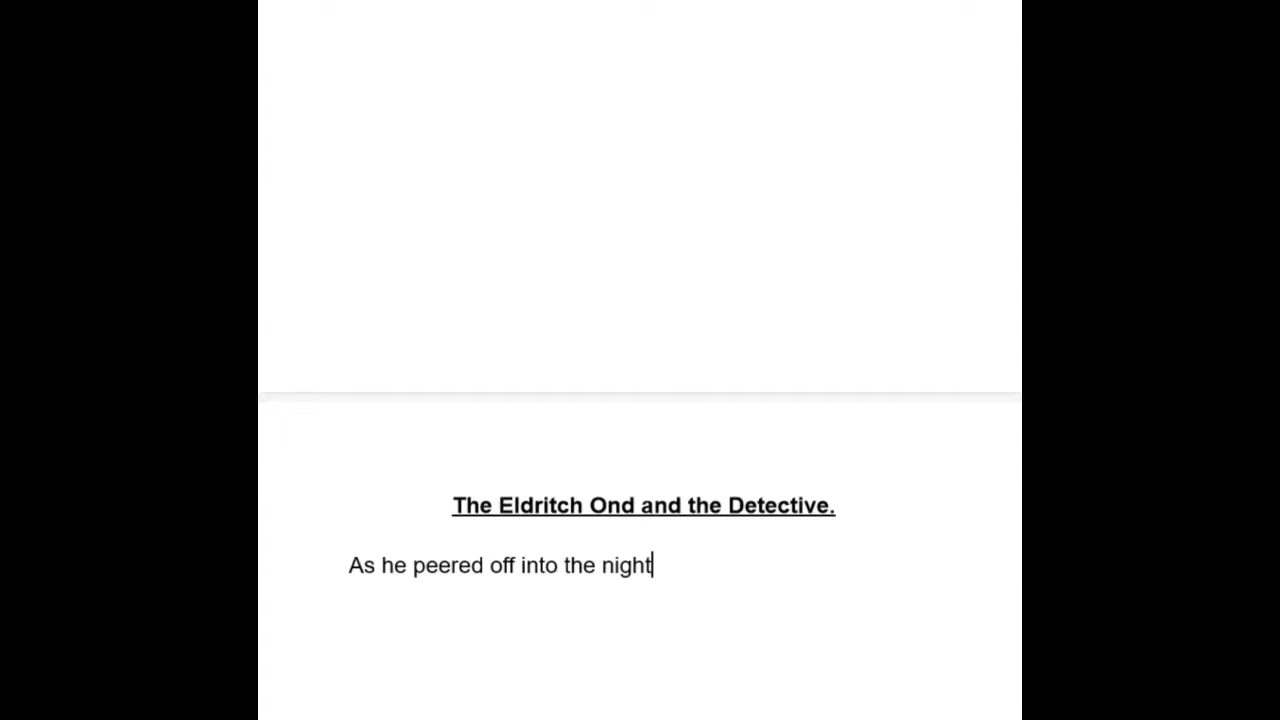 The Eldritch Ond and the Detective.
As he peered off into the night